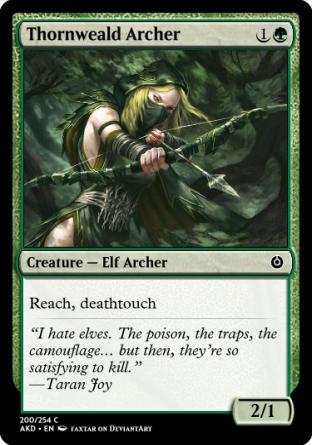 Thornweald Archer 1
Creature — Elf Archer
Reach, deathtouch
“I hate elves. The poison, the traps, the
camouflage… but then, they’re so
satisfying to kill.”
—Taran Joy
2/1
200/254 C
AKD • EN FAXTAR ON DEVIANTART